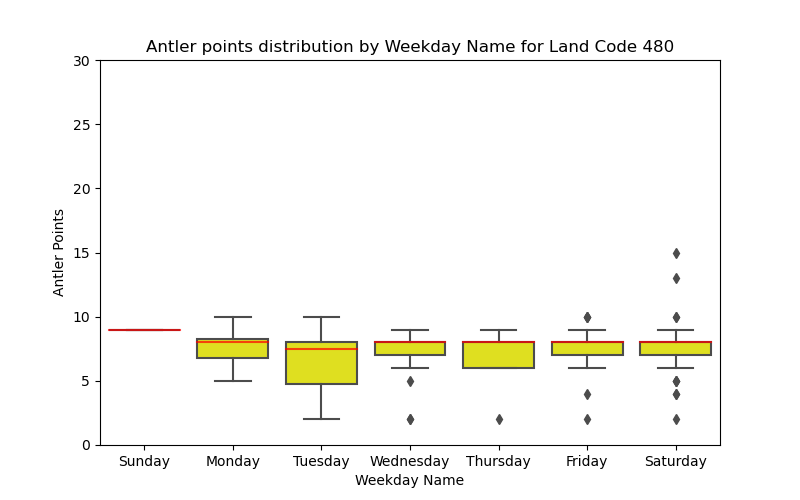 Antler points distribution by Weekday Name for Land Code 480
30
25
20
15
10
5
0
Antler Points
Sunday Monday Tuesday Wednesday Thursday Friday Saturday
Weekday Name